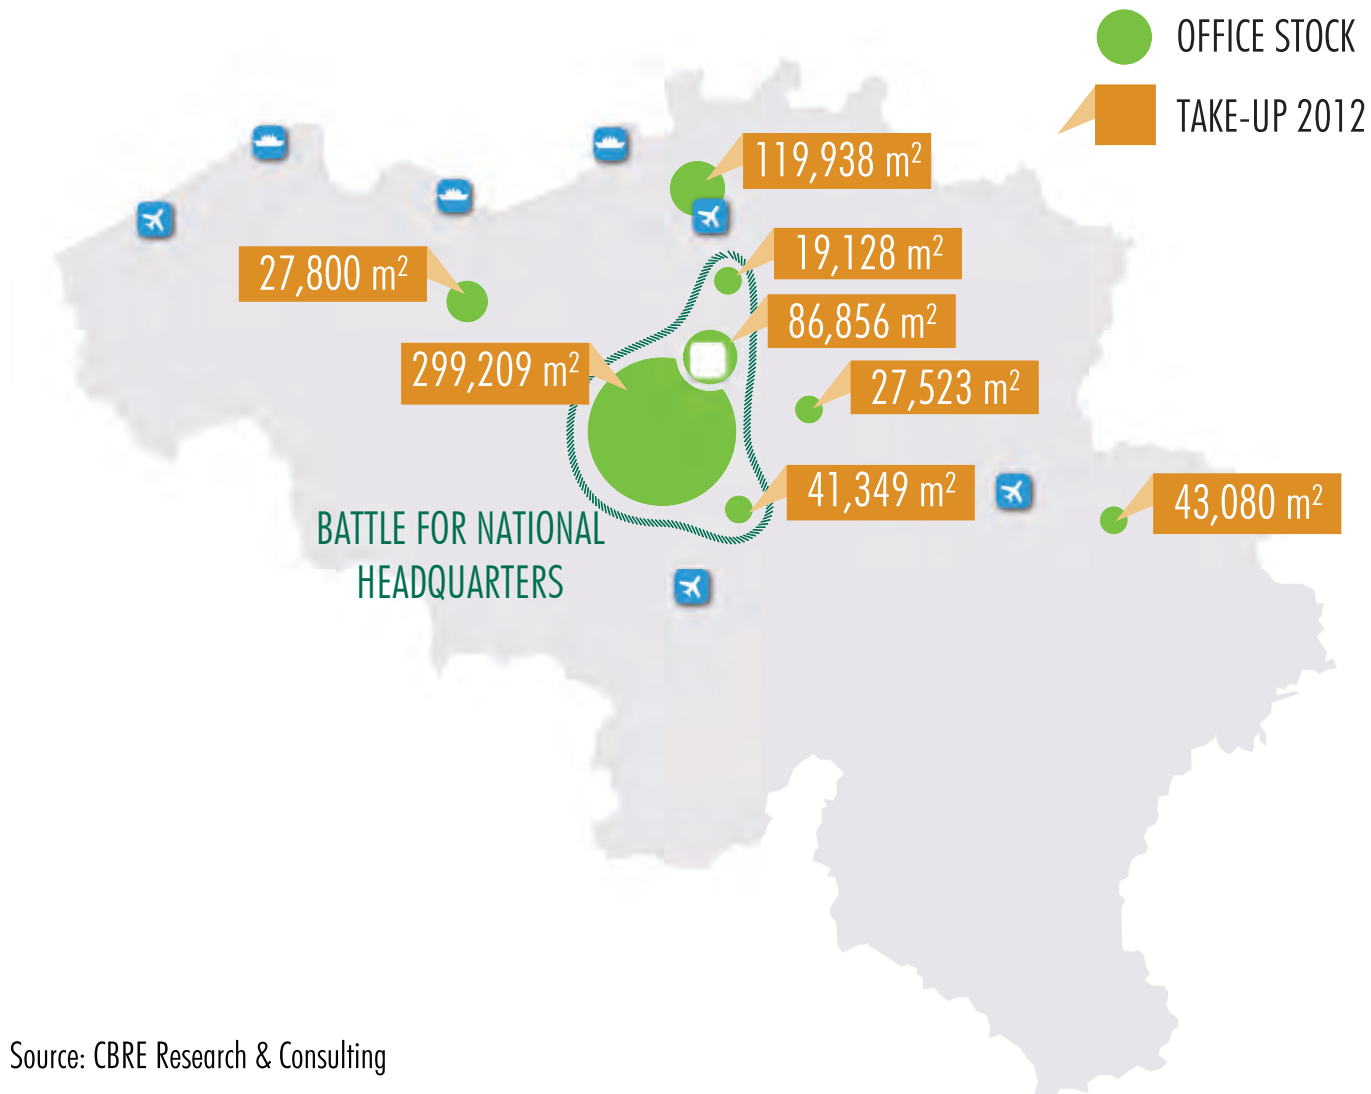 OFFICE STOCK
TAKE-UP 2012
119,938 m²
19,128 m²
27,800 m²
86,856 m²
299,209 m²
27,523 m²
41,349 m²
43,080 m²
BATTLE FOR NATIONAL
HEADQUARTERS
Source: CBRE Research & Consulting